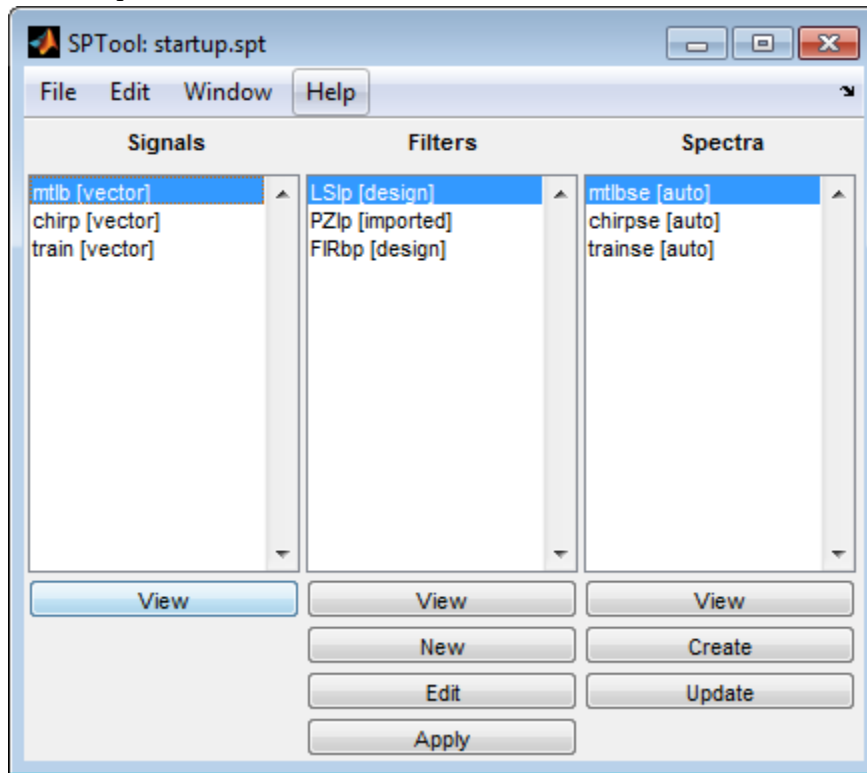 SPTool: startup.spt
File Edit Window Help
Signals Filters Spectra
mtlb [vector] LSlp [design] mtlbse [auto]
chirp [vector] PZlp [imported] chirpse [auto]
train [vector] FIRbp [design] trainse [auto]
View View View
New Create
Edit Update
Apply